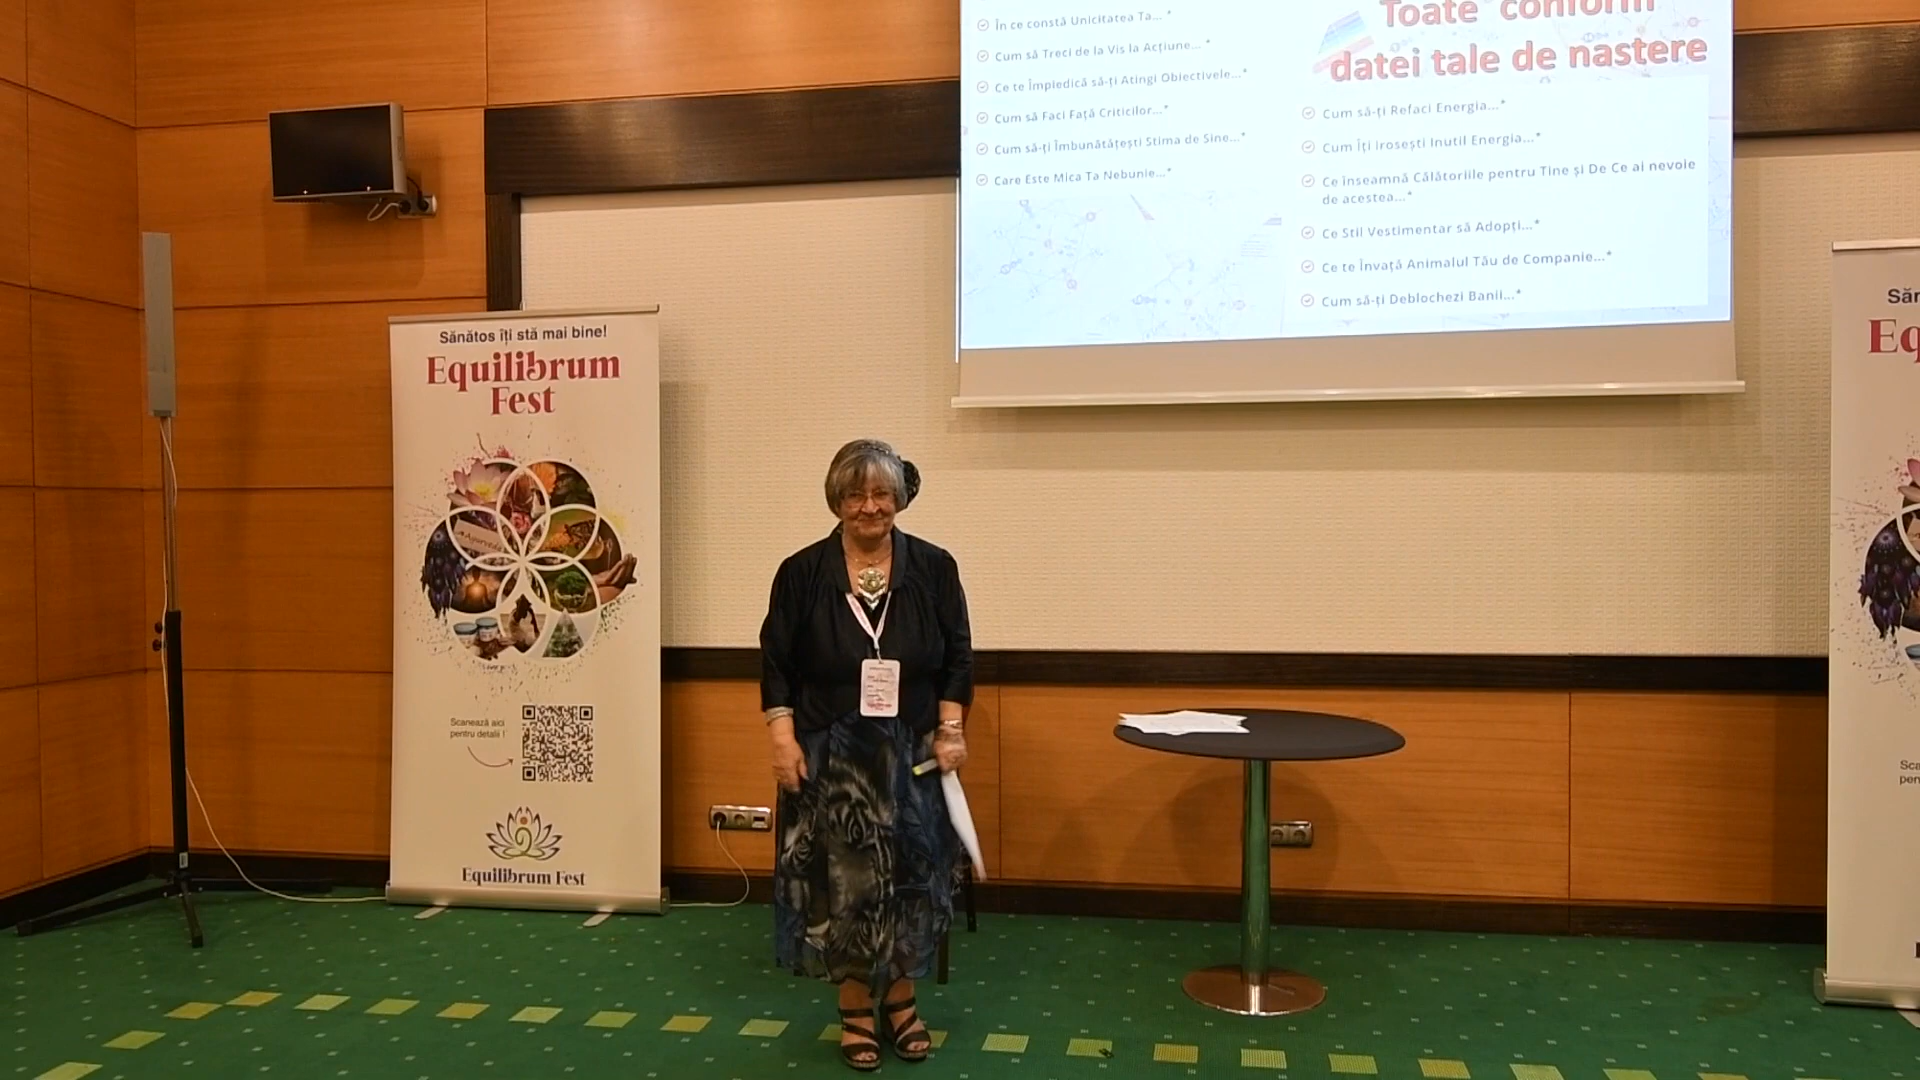 În ce constă Unicitatea Ta... *
Cum să Treci de la Vis la Acțiune... *
Ce te Împiedică să-ți Atingi Obiectivele...*
Cum să Faci Față Criticilor...*
Cum să-ți Îmbunătățești Stima de Sine...*
Care Este Mica Ta Nebunie...*
Toate conform
datei tale de nastere
Cum să-ți Refaci Energia...*
Cum Îți irosești Inutil Energia...*
Ce înseamnă Călătoriile pentru Tine și De Ce ai nevoie
de acestea...*
Ce Stil Vestimentar să Adopți...*
Ce te Învață Animalul Tău de Companie...*
Cum să-ți Deblochezi Banii...*
Sănătos îți stă mai bine!
Equilibrum
Fest
Ayurveda
Scanează aici
pentru detalii !
Equilibrum Fest
Săn
Eq
Sca
pen